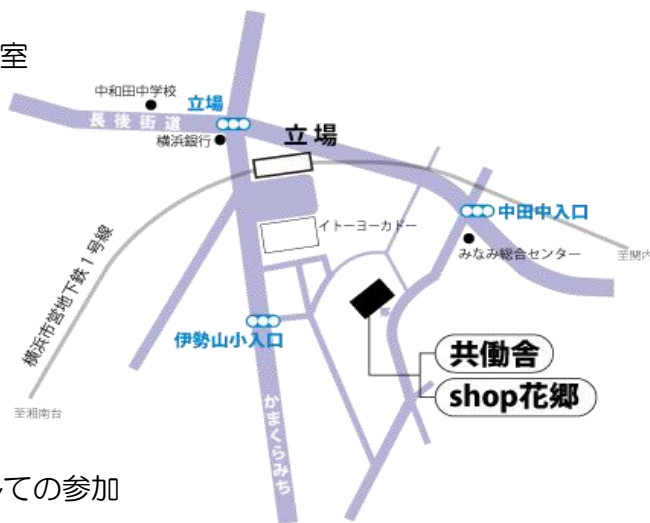 室
中和田中学校
立場
長後街道
横浜銀行
立場
イトーヨーカドー
中田中入口
みなみ総合センター
至関内
横浜市営地下鉄1号線
伊勢山小入口
共働舎
shop花郷
至湘南台
かまくらみち
ての参加